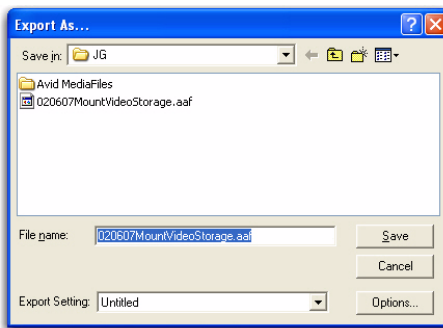 Export As...
Save in: JG
Avid MediaFiles
020607MountVideoStorage.aaf
File name: 020607MountVideoStorage.aaf Save
Cancel
Export Setting: Untitled Options...